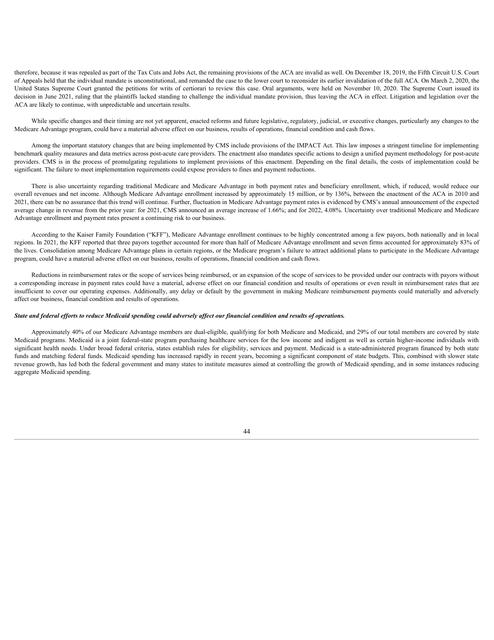 therefore, because it was repealed as part of the Tax Cuts and Jobs Act, the remaining provisions of the ACA are invalid as well. On December 18, 2019, the Fifth Circuit U.S. Court
of Appeals held that the individual mandate is unconstitutional, and remanded the case to the lower court to reconsider its earlier invalidation of the full ACA. On March 2, 2020, the
United States Supreme Court granted the petitions for writs of certiorari to review this case. Oral arguments, were held on November 10, 2020. The Supreme Court issued its
decision in June 2021, ruling that the plaintiffs lacked standing to challenge the individual mandate provision, thus leaving the ACA in effect. Litigation and legislation over the
ACA are likely to continue, with unpredictable and uncertain results.
While specific changes and their timing are not yet apparent, enacted reforms and future legislative, regulatory, judicial, or executive changes, particularly any changes to the
Medicare Advantage program, could have a material adverse effect on our business, results of operations, financial condition and cash flows.
Among the important statutory changes that are being implemented by CMS include provisions of the IMPACT Act. This law imposes a stringent timeline for implementing
benchmark quality measures and data metrics across post-acute care providers. The enactment also mandates specific actions to design a unified payment methodology for post-acute
providers. CMS is in the process of promulgating regulations to implement provisions of this enactment. Depending on the final details, the costs of implementation could be
significant. The failure to meet implementation requirements could expose providers to fines and payment reductions.
There is also uncertainty regarding traditional Medicare and Medicare Advantage in both payment rates and beneficiary enrollment, which, if reduced, would reduce our
overall revenues and net income. Although Medicare Advantage enrollment increased by approximately 15 million, or by 136%, between the enactment of the ACA in 2010 and
2021, there can be no assurance that this trend will continue. Further, fluctuation in Medicare Advantage payment rates is evidenced by CMS's annual announcement of the expected
average change in revenue from the prior year: for 2021, CMS announced an average increase of 1.66%; and for 2022, 4.08%. Uncertainty over traditional Medicare and Medicare
Advantage enrollment and payment rates present a continuing risk to our business.
According to the Kaiser Family Foundation ("KFF"), Medicare Advantage enrollment continues to be highly concentrated among a few payors, both nationally and in local
regions. In 2021, the KFF reported that three payors together accounted for more than half of Medicare Advantage enrollment and seven firms accounted for approximately 83% of
the lives. Consolidation among Medicare Advantage plans in certain regions, or the Medicare program's failure to attract additional plans to participate in the Medicare Advantage
program, could have a material adverse effect on our business, results of operations, financial condition and cash flows.
Reductions in reimbursement rates or the scope of services being reimbursed, or an expansion of the scope of services to be provided under our contracts with payors without
a corresponding increase in payment rates could have a material, adverse effect on our financial condition and results of operations or even result in reimbursement rates that are
insufficient to cover our operating expenses. Additionally, any delay or default by the government in making Medicare reimbursement payments could materially and adversely
affect our business, financial condition and results of operations.
State and federal efforts to reduce Medicaid spending could adversely affect our financial condition and results of operations.
Approximately 40% of our Medicare Advantage members are dual-eligible, qualifying for both Medicare and Medicaid, and 29% of our total members are covered by state
Medicaid programs. Medicaid is a joint federal-state program purchasing healthcare services for the low income and indigent as well as certain higher-income individuals with
significant health needs. Under broad federal criteria, states establish rules for eligibility, services and payment. Medicaid is a state-administered program financed by both state
funds and matching federal funds. Medicaid spending has increased rapidly in recent years, becoming a significant component of state budgets. This, combined with slower state
revenue growth, has led both the federal government and many states to institute measures aimed at controlling the growth of Medicaid spending, and in some instances reducing
aggregate Medicaid spending.
44